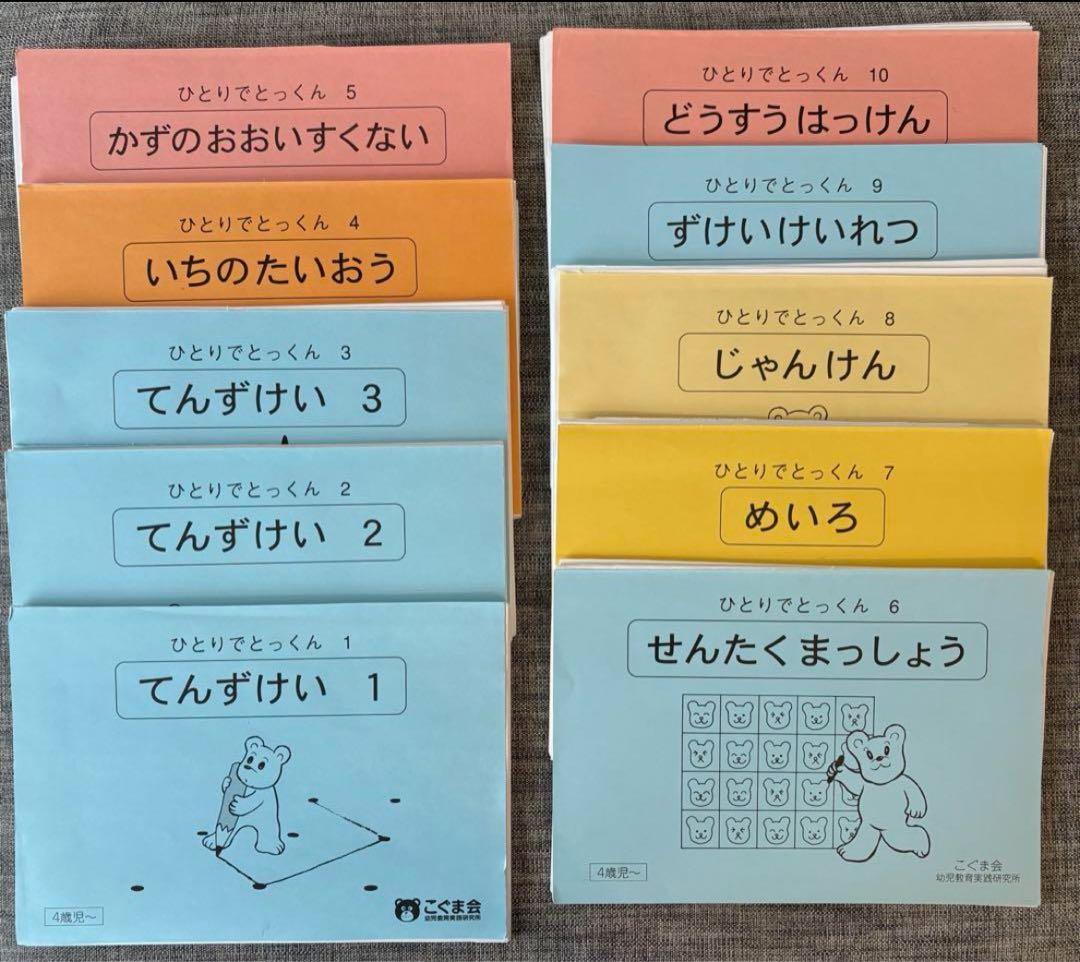 ひとりでとっくん 5
かずのおおいすくない
ひとりでとっくん 4
いちのたいおう
ひとりでとっくん 3
てんずけい 3
ひとりでとっくん 2
てんずけい 2
ひとりでとっくん 1
てんずけい 1
4歳児〜
こぐま会
幼児教育実践研究所
ひとりでとっくん 10
どうすうはっけん
ひとりでとっくん 9
ずけいけいれつ
ひとりでとっくん 8
じゃんけん
ひとりでとっくん 7
めいろ
ひとりでとっくん 6
せんたくまっしょう
4歳児〜
こぐま会
幼児教育実践研究所